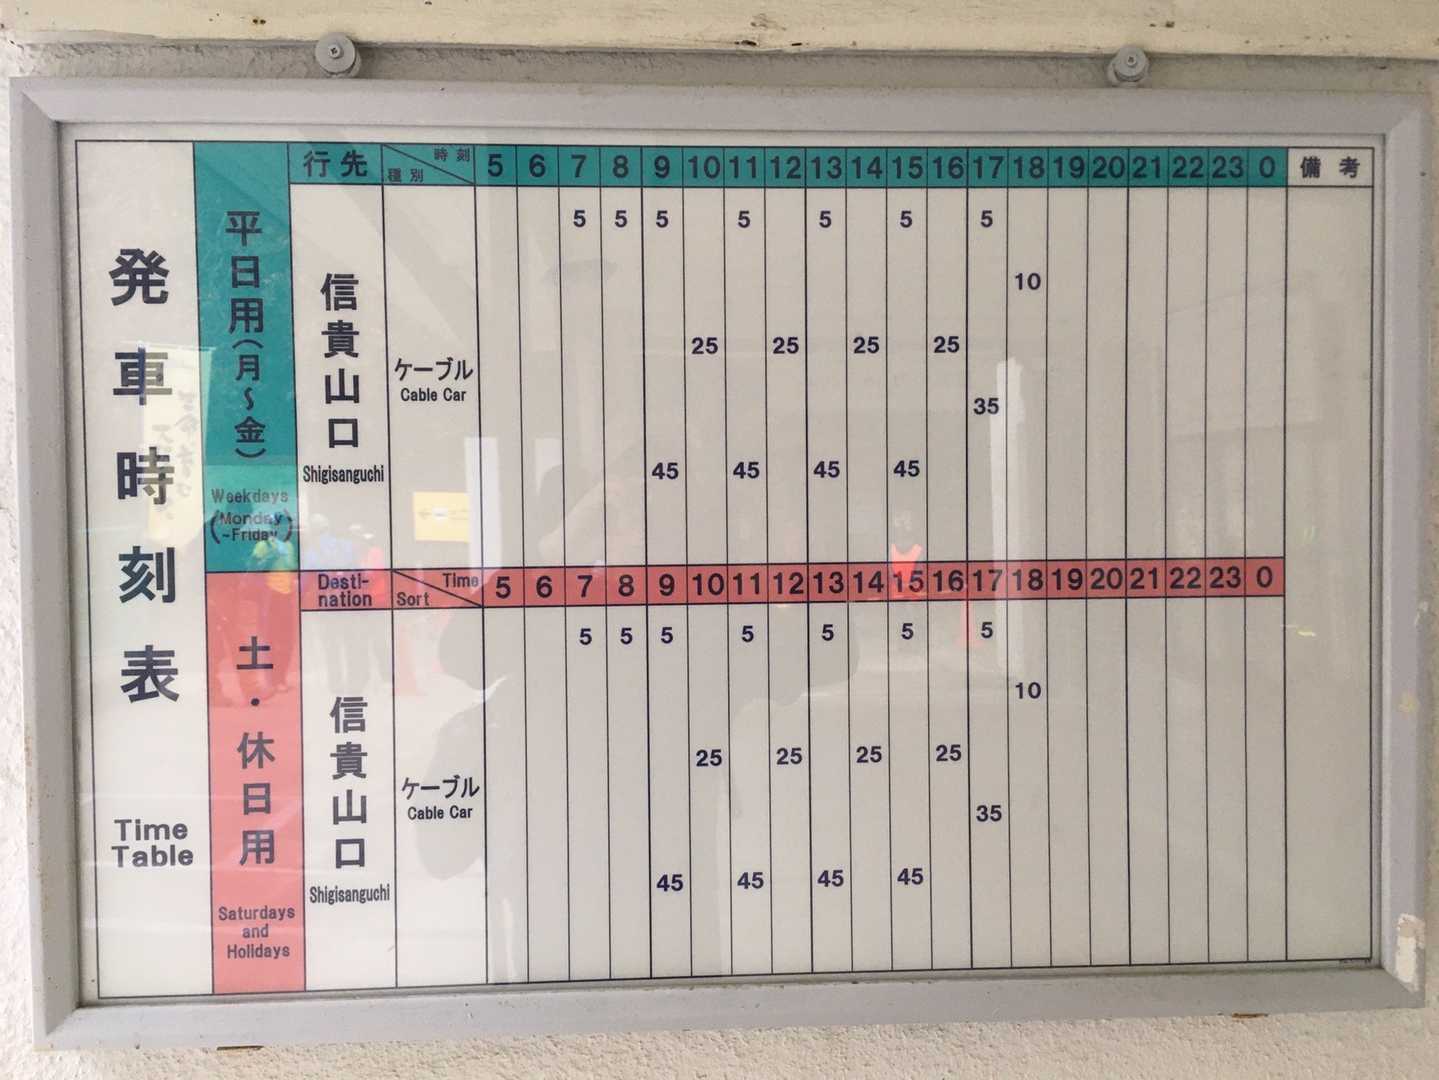 発車時刻表
Time
Table
平日用(月~金)
Weekdays
(Monday
~Friday)
行先 時刻 種別 5 6 7 8 9 10 11 12 13 14 15 16 17 18 19 20 21 22 23 0 備考
信貴山口
Shigisanguchi
ケーブル
Cable Car
5 5 5 5 5 5 5
10
25 25 25 25
35
45 45 45 45
土・休日用
Saturdays
and
Holidays
Desti-
nation
Time
Sort
5 6 7 8 9 10 11 12 13 14 15 16 17 18 19 20 21 22 23 0
信貴山口
Shigisanguchi
ケーブル
Cable Car
5 5 5 5 5 5 5
10
25 25 25 25
35
45 45 45 45